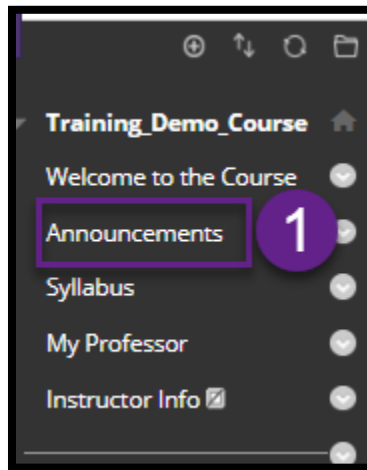 Training_Demo_Course
Welcome to the Course
Announcements
1
Syllabus
My Professor
Instructor Info